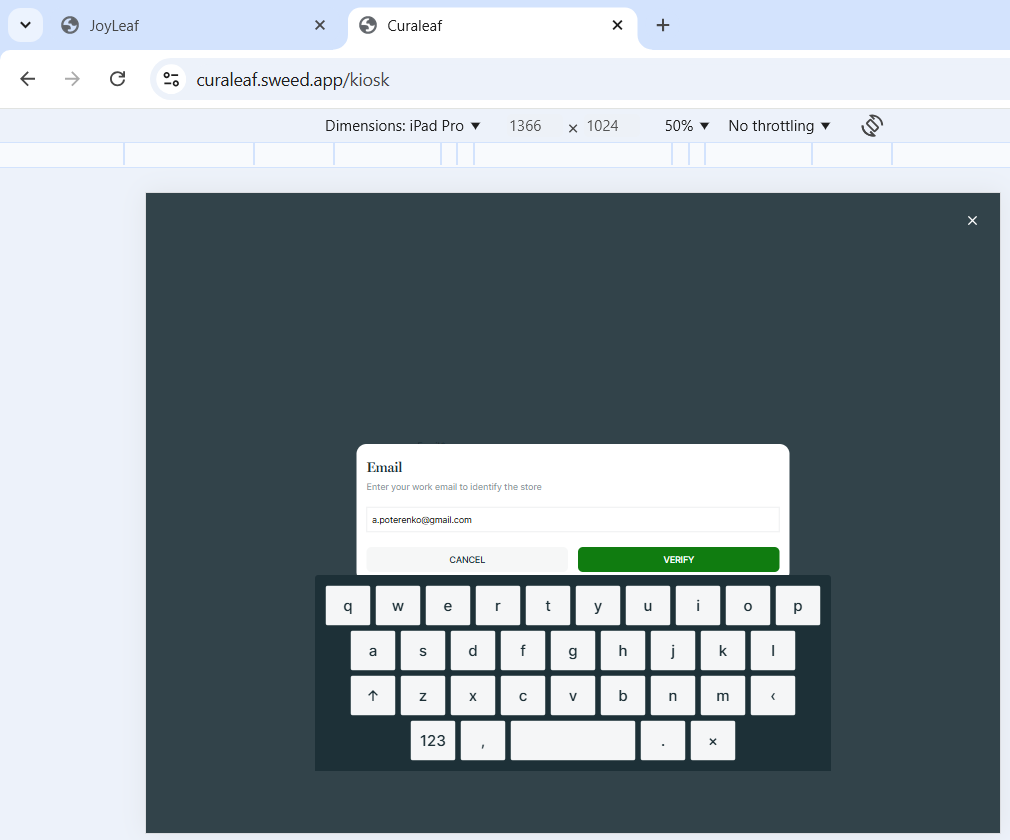 JoyLeaf
Curaleaf
curaleaf.sweed.app/kiosk
Dimensions: iPad Pro 1366 × 1024 50% No throttling
Email
Enter your work email to identify the store
a.poterenko@gmail.com
CANCEL VERIFY
q w e r t y u i o p
a s d f g h j k l
↑ z x c v b n m ‹
123 , . ×